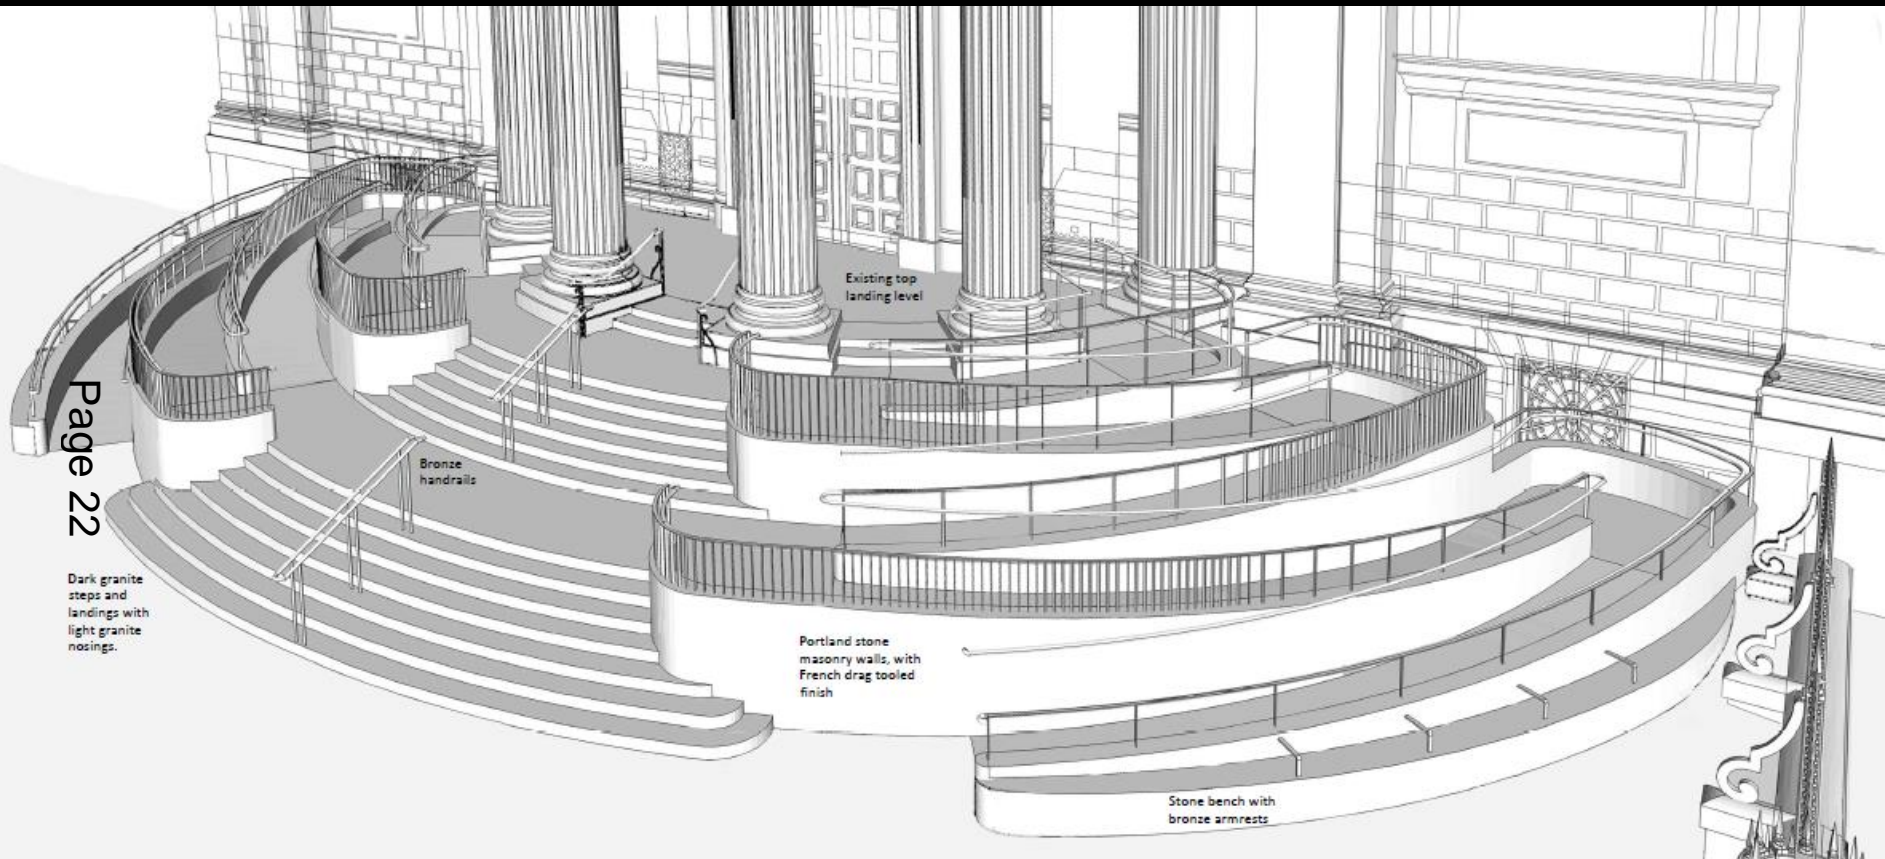 Existing top
landing level
Bronze
handrails
Page 22
Dark granite
steps and
landings with
light granite
nosings.
Portland stone
masonry walls, with
French drag tooled
finish
Stone bench with
bronze armrests